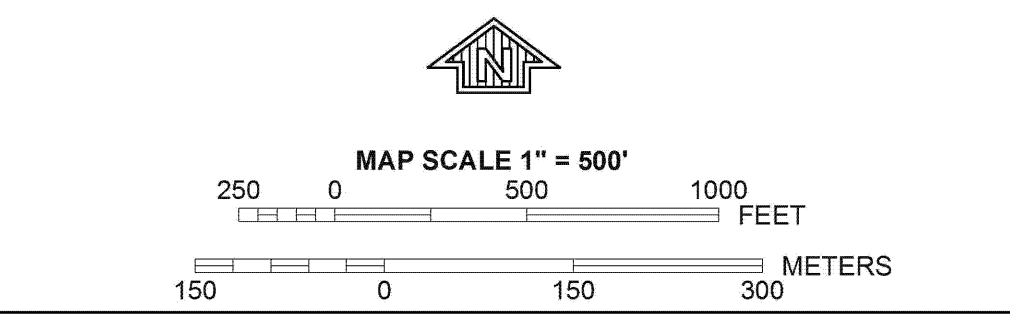 N
MAP SCALE 1" = 500'
250 0 500 1000
FEET
METERS
150 0 150 300